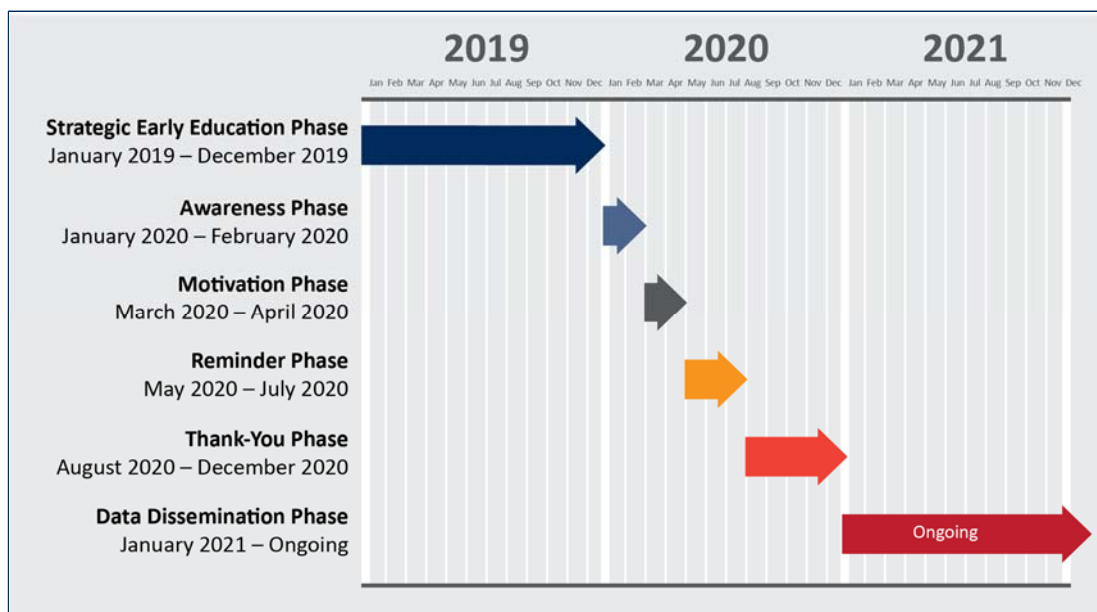 2019 2020 2021
Jan Feb Mar Apr May Jun Jul Aug Sep Oct Nov Dec Jan Feb Mar Apr May Jun Jul Aug Sep Oct Nov Dec Jan Feb Mar Apr May Jun Jul Aug Sep Oct Nov Dec
Strategic Early Education Phase
January 2019 – December 2019
Awareness Phase
January 2020 – February 2020
Motivation Phase
March 2020 – April 2020
Reminder Phase
May 2020 – July 2020
Thank-You Phase
August 2020 – December 2020
Data Dissemination Phase
January 2021 – Ongoing
Ongoing